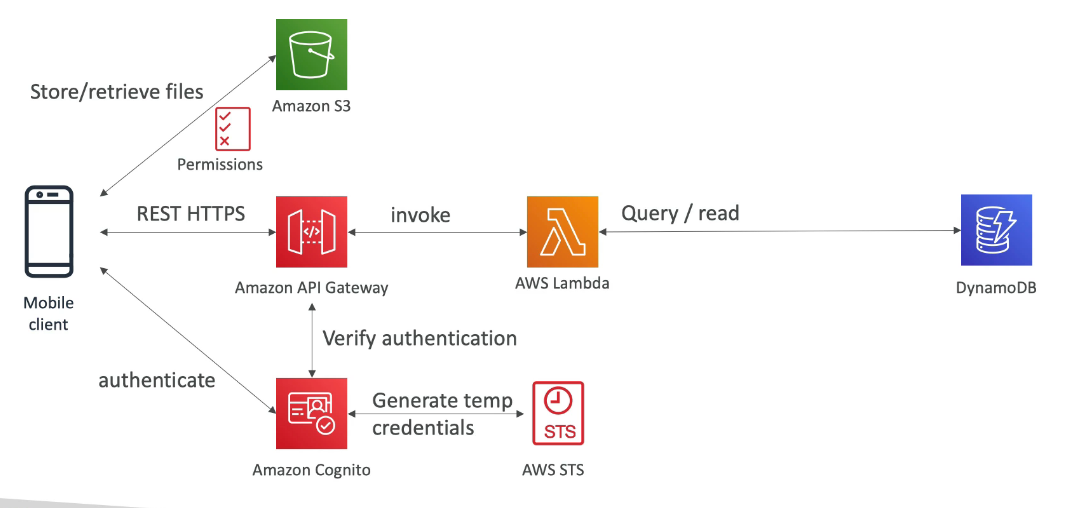 Store/retrieve files
Amazon S3
Permissions
REST HTTPS
invoke
Query / read
Amazon API Gateway
AWS Lambda
DynamoDB
Mobile
client
Verify authentication
authenticate
Generate temp
credentials
STS
Amazon Cognito
AWS STS